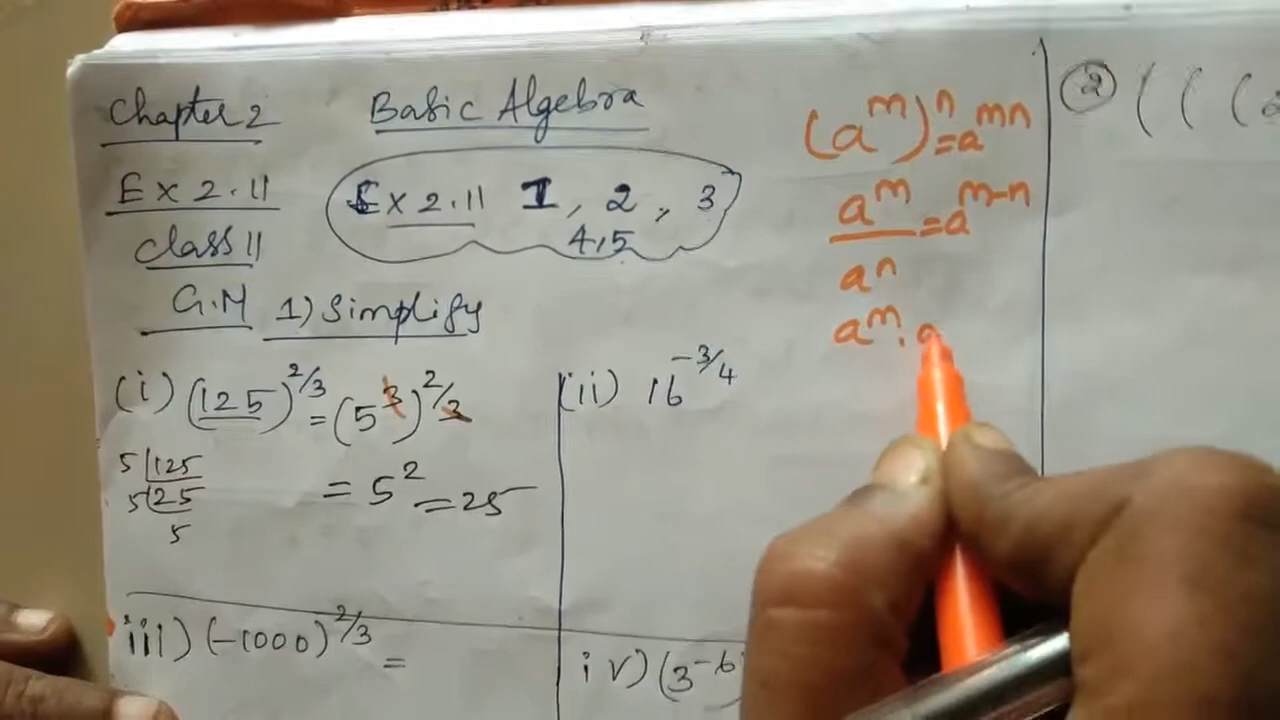 Chapter 2 Basic Algebra
Ex 2.11
Class 11
Ex 2.11 1, 2, 3
4,5
G.M 1) Simplify
(i) (125)^2/3 = (5^3)^2/3
5 125
5 25
5
= 5^2 = 25
(ii) 16^-3/4
iii) (-1000)^2/3 =
iv) (3^-6)
(a^m)^n = a^mn
a^m/a^n = a^m-n
a^m . a
② ( ( (